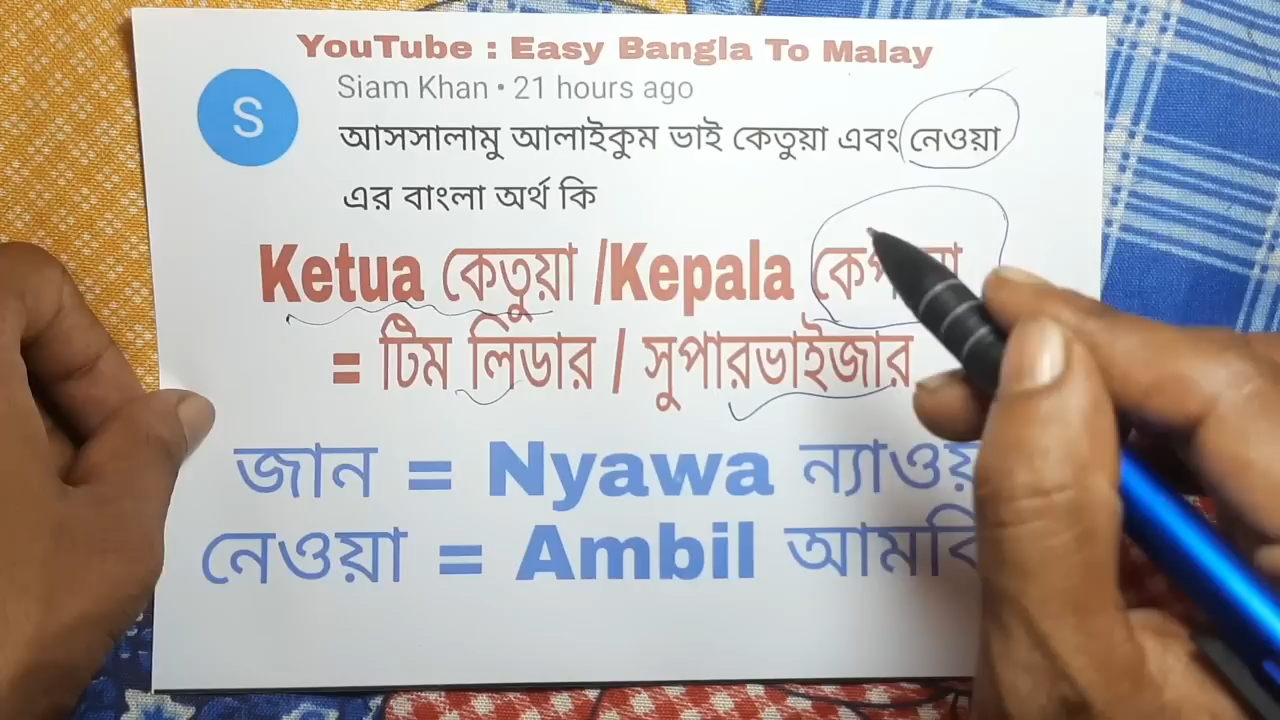 YouTube : Easy Bangla To Malay
S
Siam Khan • 21 hours ago
আসসালামু আলাইকুম ভাই কেতুয়া এবং নেওয়া
এর বাংলা অর্থ কি
Ketua কেতুয়া /Kepala
= টিম লিডার / সুপারভাইজার
জান = Nyawa
নেওয়া = Ambil